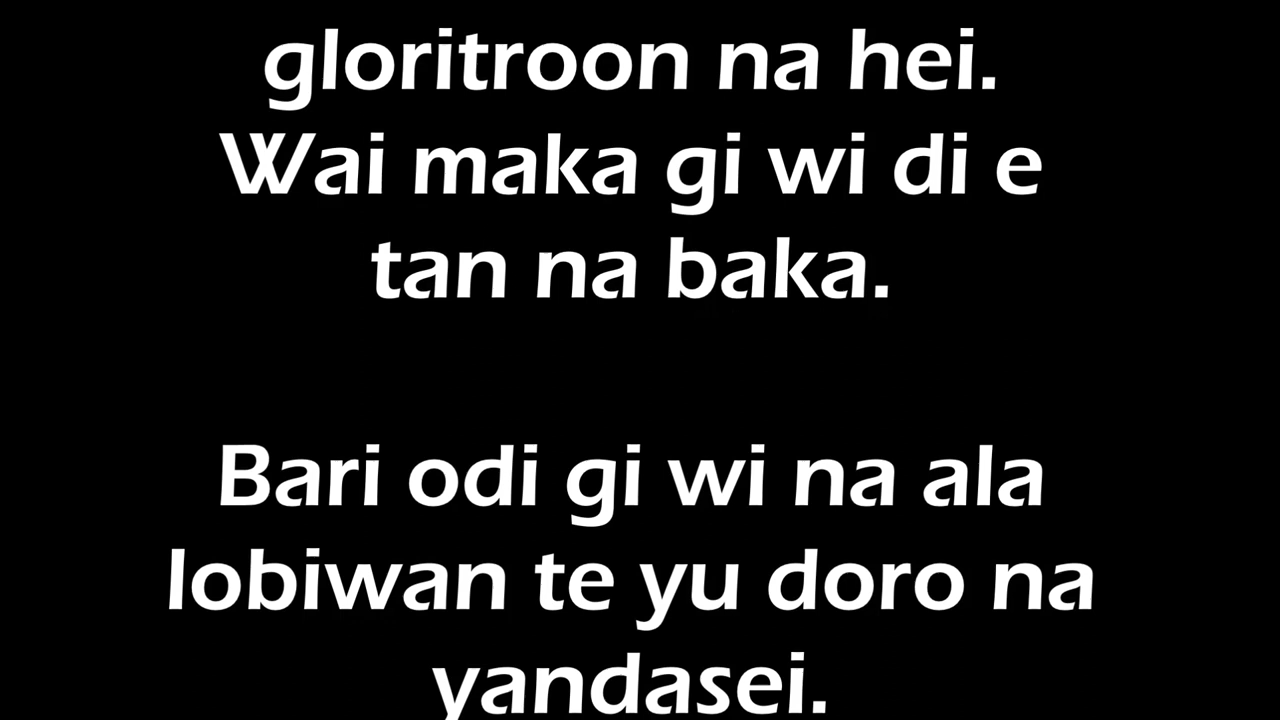 gloritroon na hei.
Wai maka gi wi di e
tan na baka.
Bari odi gi wi na ala
lobiwan te yu doro na
yandasei.